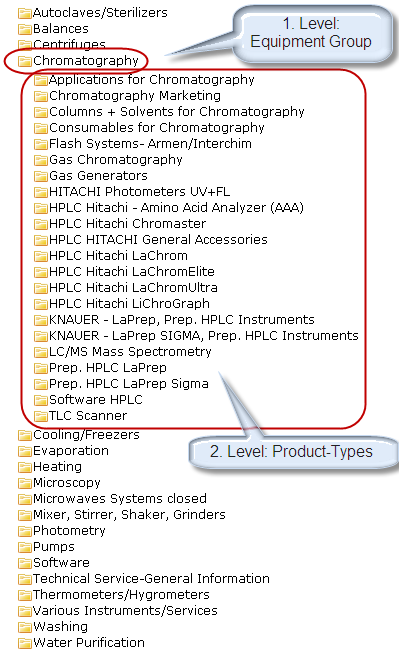 Autoclaves/Sterilizers
Balances
Centrifuges
Chromatography
1. Level:
Equipment Group
Applications for Chromatography
Chromatography Marketing
Columns + Solvents for Chromatography
Consumables for Chromatography
Flash Systems- Armen/Interchim
Gas Chromatography
Gas Generators
HITACHI Photometers UV+FL
HPLC Hitachi - Amino Acid Analyzer (AAA)
HPLC Hitachi Chromaster
HPLC HITACHI General Accessories
HPLC Hitachi LaChrom
HPLC Hitachi LaChromElite
HPLC Hitachi LaChromUltra
HPLC Hitachi LiChroGraph
KNAUER - LaPrep, Prep. HPLC Instruments
KNAUER - LaPrep SIGMA, Prep. HPLC Instruments
LC/MS Mass Spectrometry
Prep. HPLC LaPrep
Prep. HPLC LaPrep Sigma
Software HPLC
TLC Scanner
2. Level: Product-Types
Cooling/Freezers
Evaporation
Heating
Microscopy
Microwaves Systems closed
Mixer, Stirrer, Shaker, Grinders
Photometry
Pumps
Software
Technical Service-General Information
Thermometers/Hygrometers
Various Instruments/Services
Washing
Water Purification